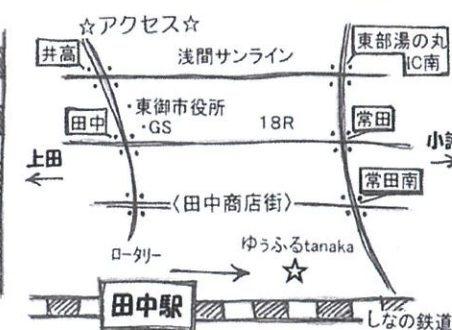 ☆アクセス☆
井高
浅間サンライン
東部湯の丸
IC南
・東御市役所
・GS
田中
18R
常田
上田
←
常田南
〈田中商店街〉
ロータリー
ゆぅふるtanaka
→
☆
田中駅
しなの鉄道